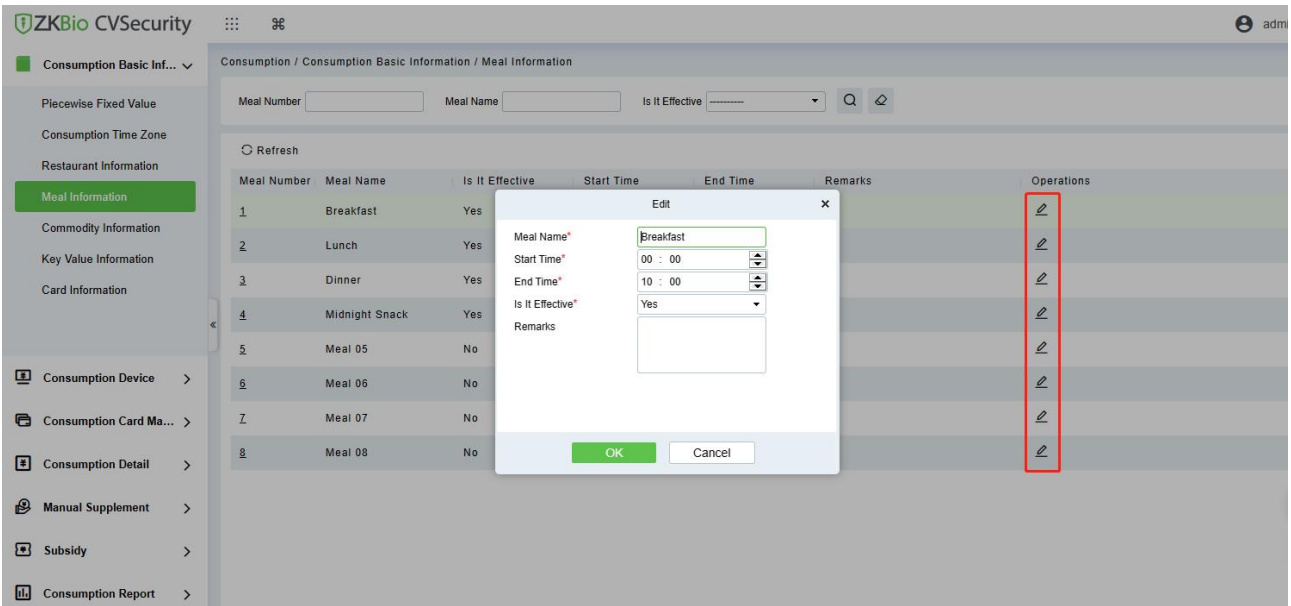 ZKBio CVSecurity
admi
Consumption Basic Inf...
Consumption / Consumption Basic Information / Meal Information
Piecewise Fixed Value
Consumption Time Zone
Restaurant Information
Meal Information
Commodity Information
Key Value Information
Card Information
Consumption Device
Consumption Card Ma...
Consumption Detail
Manual Supplement
Subsidy
Consumption Report
Meal Number Meal Name Is It Effective ----------
Refresh
Meal Number Meal Name Is It Effective Start Time End Time Remarks Operations
1 Breakfast Yes
2 Lunch Yes
3 Dinner Yes
4 Midnight Snack Yes
5 Meal 05 No
6 Meal 06 No
7 Meal 07 No
8 Meal 08 No
Edit
Meal Name* Breakfast
Start Time* 00 : 00
End Time* 10 : 00
Is It Effective* Yes
Remarks
OK Cancel